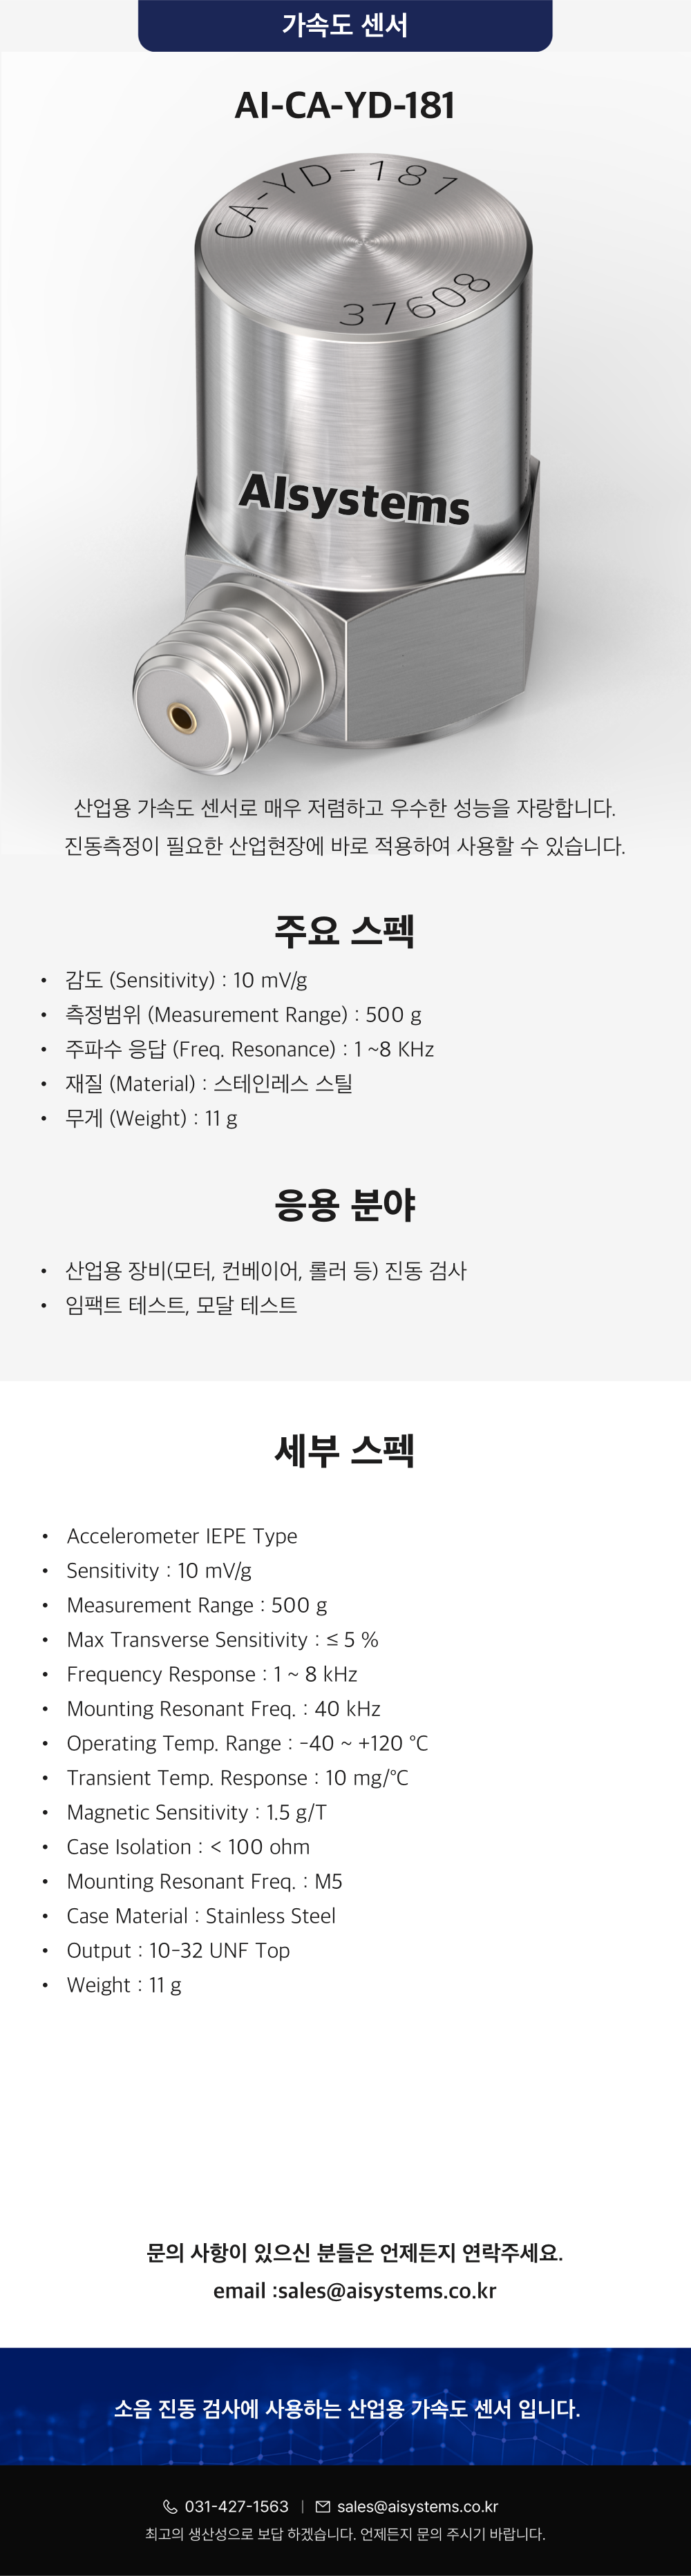 가속도 센서
AI-CA-YD-181
CA-YD-181
37608
AIsystems
산업용 가속도 센서로 매우 저렴하고 우수한 성능을 자랑합니다.
진동측정이 필요한 산업현장에 바로 적용하여 사용할 수 있습니다.
주요 스펙
• 감도 (Sensitivity) : 10 mV/g
• 측정범위 (Measurement Range) : 500 g
• 주파수 응답 (Freq. Resonance) : 1 ~8 KHz
• 재질 (Material) : 스테인레스 스틸
• 무게 (Weight) : 11 g
응용 분야
• 산업용 장비(모터, 컨베이어, 롤러 등) 진동 검사
• 임팩트 테스트, 모달 테스트
세부 스펙
• Accelerometer IEPE Type
• Sensitivity : 10 mV/g
• Measurement Range : 500 g
• Max Transverse Sensitivity : ≤ 5 %
• Frequency Response : 1 ~ 8 kHz
• Mounting Resonant Freq. : 40 kHz
• Operating Temp. Range : -40 ~ +120 °C
• Transient Temp. Response : 10 mg/°C
• Magnetic Sensitivity : 1.5 g/T
• Case Isolation : < 100 ohm
• Mounting Resonant Freq. : M5
• Case Material : Stainless Steel
• Output : 10-32 UNF Top
• Weight : 11 g
문의 사항이 있으신 분들은 언제든지 연락주세요.
email :sales@aisystems.co.kr
소음 진동 검사에 사용하는 산업용 가속도 센서 입니다.
031-427-1563 | sales@aisystems.co.kr
최고의 생산성으로 보답 하겠습니다. 언제든지 문의 주시기 바랍니다.